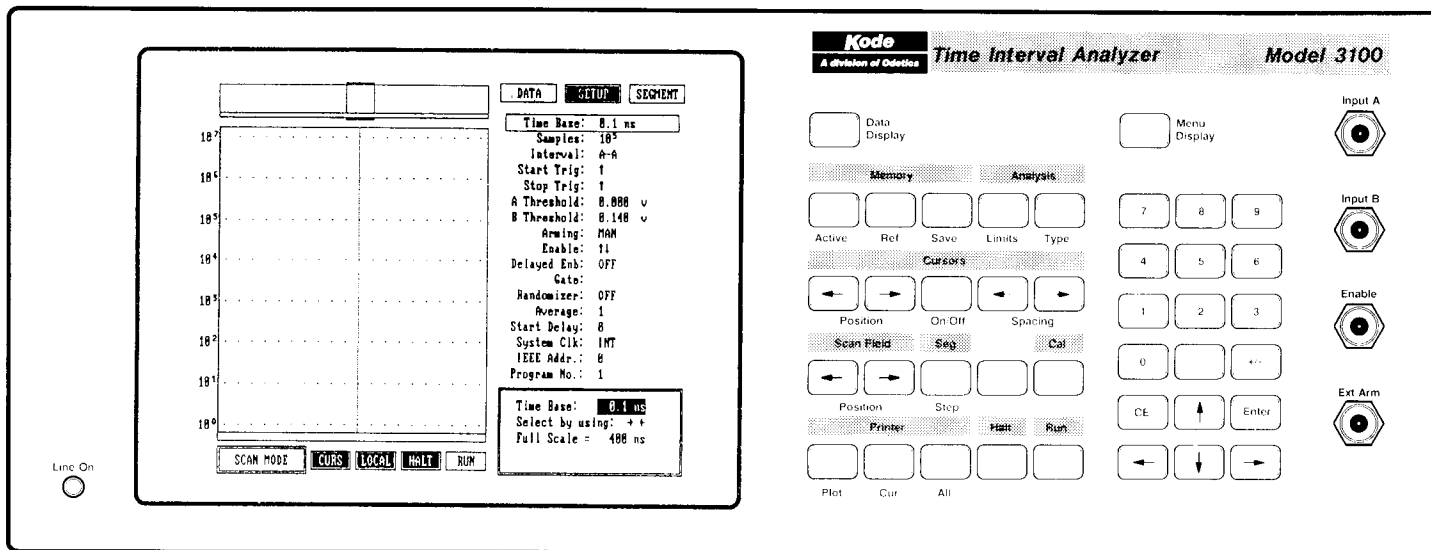 Kode
A division of Odetics
Time Interval Analyzer
Model 3100
DATA SETUP SEGMENT
10⁷
10⁶
10⁵
10⁴
10³
10²
10¹
10⁰
Time Base: 0.1 ns
Samples: 10⁵
Interval: A-A
Start Trig: ↑
Stop Trig: ↑
A Threshold: 0.000 v
B Threshold: 0.140 v
Arming: MAN
Enable: ↑↓
Delayed Enb: OFF
Gate:
Randomizer: OFF
Average: 1
Start Delay: 0
System Clk: INT
IEEE Addr.: 0
Program No.: 1
Time Base: 0.1 ns
Select by using:
Full Scale = 400 ns
SCAN MODE CURS LOCAL HALT RUN
Line On
Data Display
Menu Display
Memory Analysis
Active Ref Save Limits Type
Cursors
← → ← →
Position On/Off Spacing
Scan Field Seg Cal
← →
Position Step
Printer Halt Run
Plot Cur All
7 8 9
4 5 6
1 2 3
0 +/-
CE ↑ Enter
← ↓ →
Input A
Input B
Enable
Ext Arm